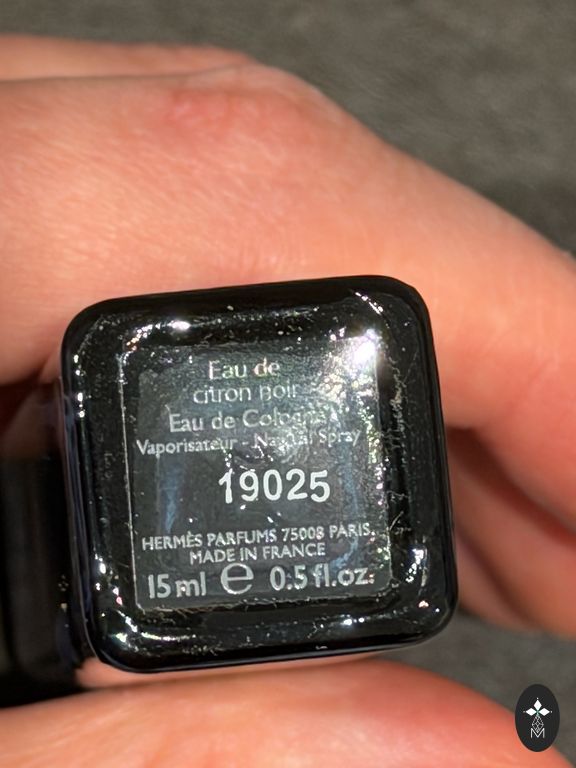 Eau de
citron noir
Eau de Cologne
Vaporisateur - Natural Spray
19025
HERMÈS PARFUMS 75008 PARIS.
MADE IN FRANCE
15 ml ℮ 0.5 fl.oz.
M